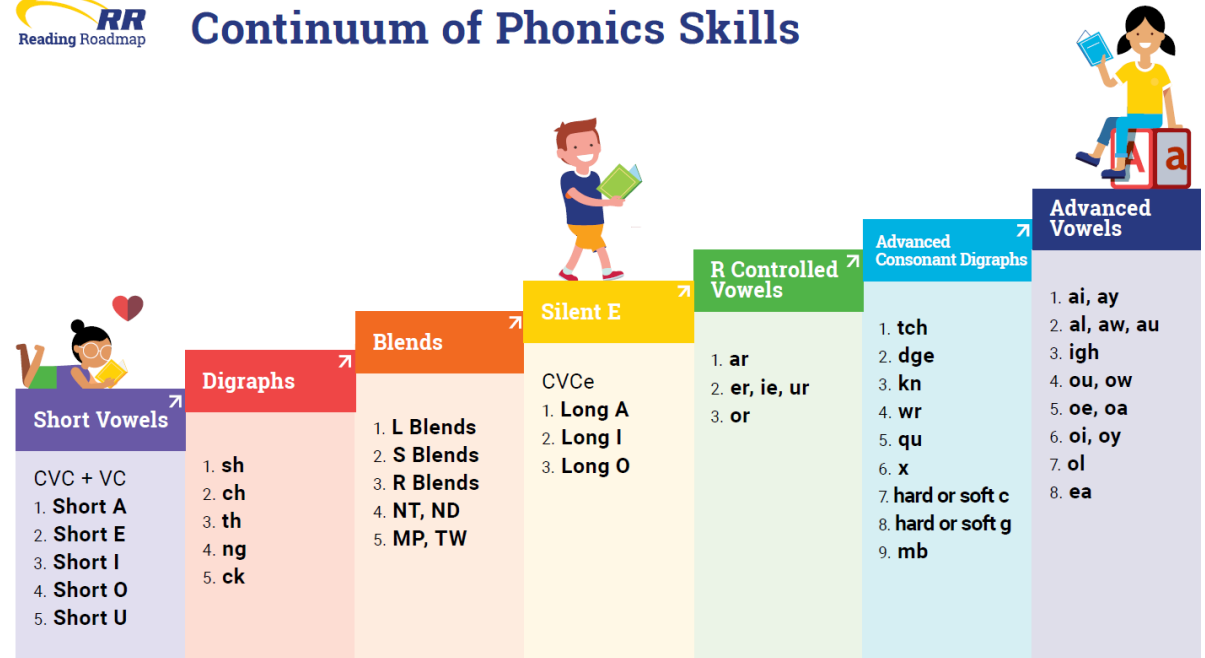 RR
Reading Roadmap
Continuum of Phonics Skills
A a
Short Vowels
CVC + VC
1. Short A
2. Short E
3. Short I
4. Short O
5. Short U
Digraphs
1. sh
2. ch
3. th
4. ng
5. ck
Blends
1. L Blends
2. S Blends
3. R Blends
4. NT, ND
5. MP, TW
Silent E
CVCe
1. Long A
2. Long I
3. Long O
R Controlled
Vowels
1. ar
2. er, ie, ur
3. or
Advanced
Consonant Digraphs
1. tch
2. dge
3. kn
4. wr
5. qu
6. x
7. hard or soft c
8. hard or soft g
9. mb
Advanced
Vowels
1. ai, ay
2. al, aw, au
3. igh
4. ou, ow
5. oe, oa
6. oi, oy
7. ol
8. ea